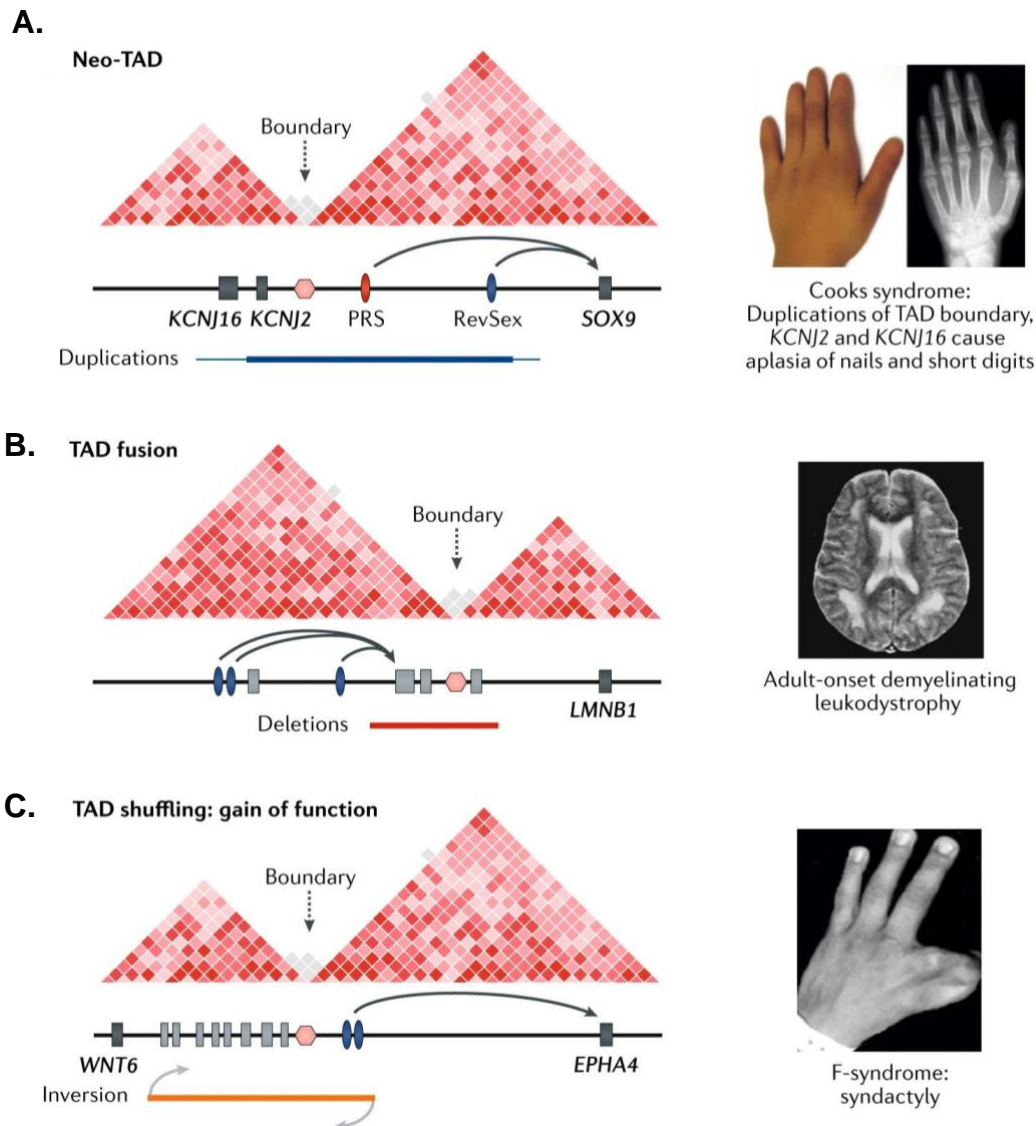 A.
Neo-TAD
Boundary
KCNJ16 KCNJ2 PRS RevSex SOX9
Duplications
Cooks syndrome:
Duplications of TAD boundary,
KCNJ2 and KCNJ16 cause
aplasia of nails and short digits
B.
TAD fusion
Boundary
LMNB1
Deletions
Adult-onset demyelinating
leukodystrophy
C.
TAD shuffling: gain of function
Boundary
WNT6 EPHA4
Inversion
F-syndrome:
syndactyly